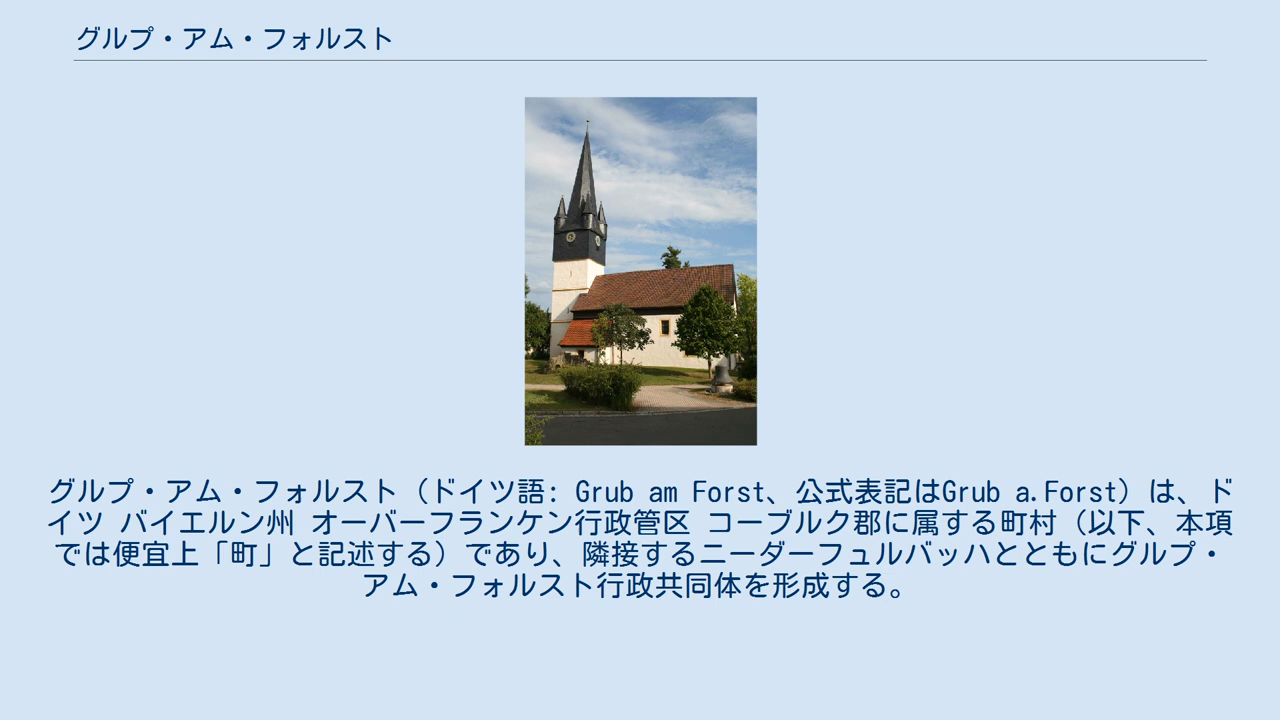 グルプ・アム・フォルスト
グルプ・アム・フォルスト（ドイツ語: Grub am Forst、公式表記はGrub a.Forst）は、ド
イツ バイエルン州 オーバーフランケン行政管区 コーブルク郡に属する町村（以下、本項
では便宜上「町」と記述する）であり、隣接するニーダーフュルバッハとともにグルプ・
アム・フォルスト行政共同体を形成する。